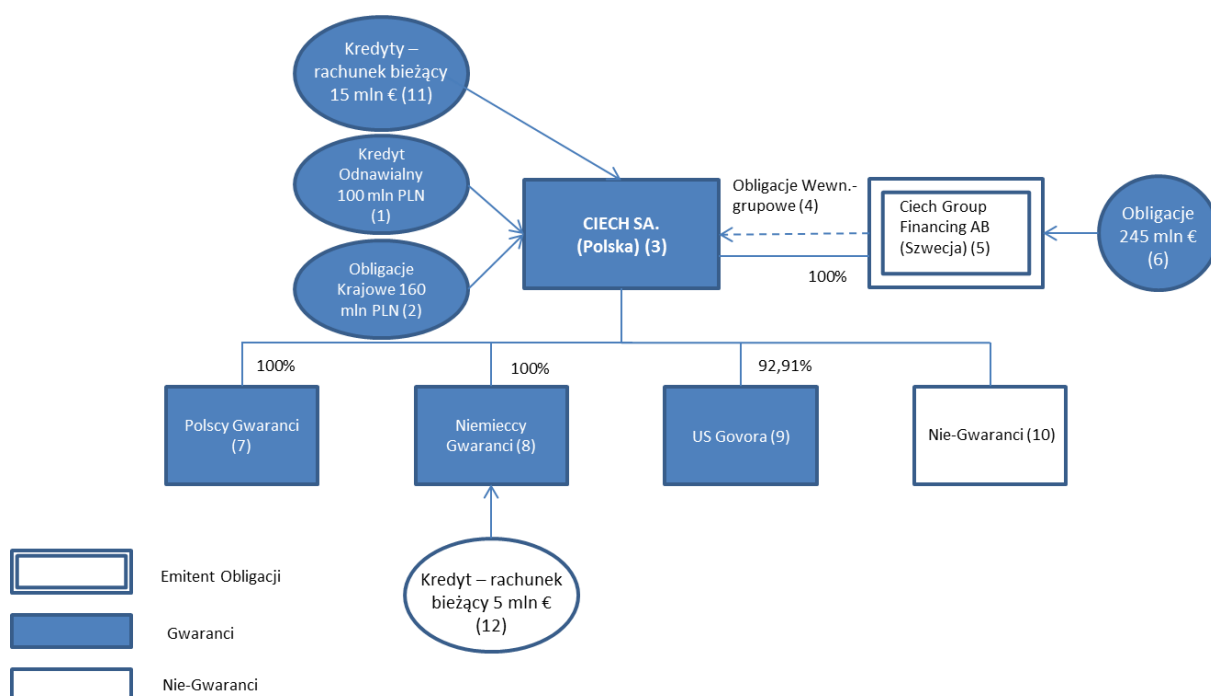 Kredyty –
rachunek bieżący
15 mln € (11)
Kredyt
Odnawialny
100 mln PLN
(1)
Obligacje
Krajowe 160
mln PLN (2)
CIECH SA.
(Polska) (3)
Obligacje Wewn.-
grupowe (4)
100%
Ciech Group
Financing AB
(Szwecja) (5)
Obligacje
245 mln €
(6)
100%
100%
92,91%
Polscy Gwaranci
(7)
Niemieccy
Gwaranci (8)
US Govora (9)
Nie-Gwaranci (10)
Kredyt – rachunek
bieżący 5 mln €
(12)
Emitent Obligacji
Gwaranci
Nie-Gwaranci